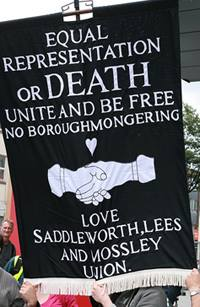 EQUAL
REPRESENTATION
OR DEATH
UNITE AND BE FREE
NO BOROUGHMONGERING
LOVE
SADDLEWORTH, LEES
AND MOSSLEY
UNION.